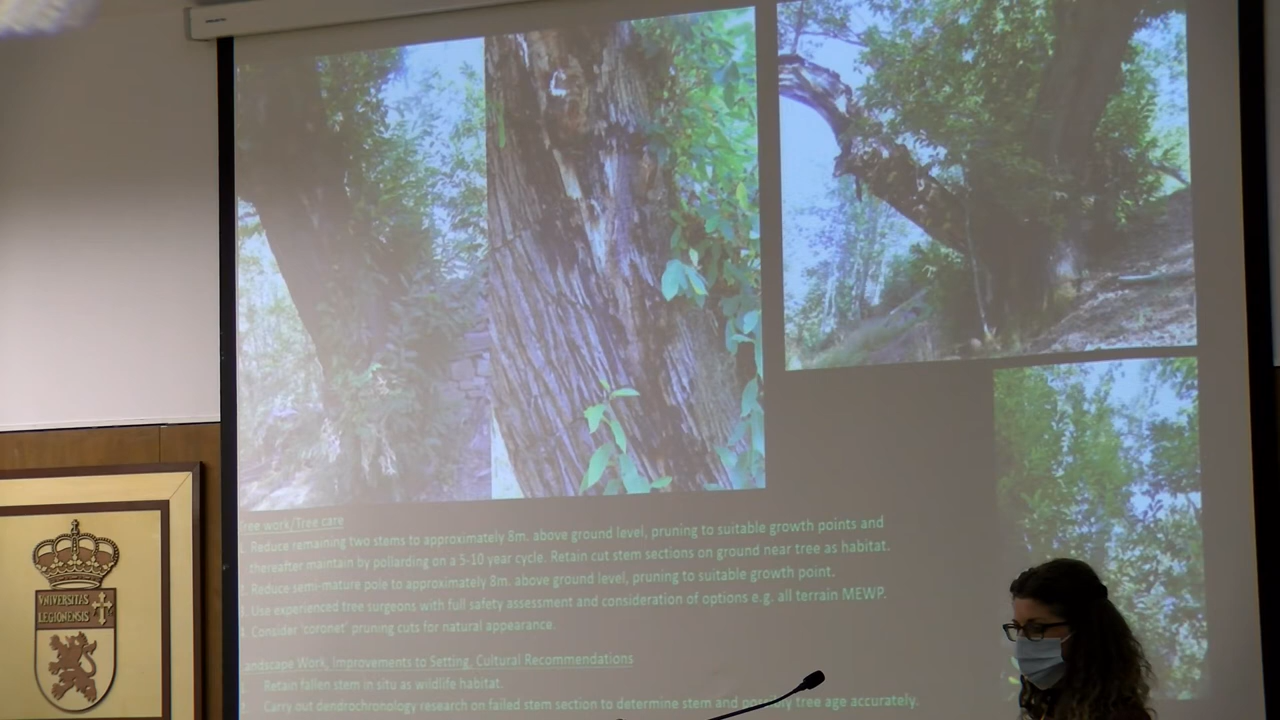 VNIVERSITAS
LEGIONENSIS
Tree work/Tree care
1. Reduce remaining two stems to approximately 8m. above ground level, pruning to suitable growth points and
thereafter maintain by pollarding on a 5-10 year cycle. Retain cut stem sections on ground near tree as habitat.
2. Reduce semi-mature pole to approximately 8m. above ground level, pruning to suitable growth point.
3. Use experienced tree surgeons with full safety assessment and consideration of options e.g. all terrain MEWP.
4. Consider 'coronet' pruning cuts for natural appearance.
Landscape Work, Improvements to Setting, Cultural Recommendations
Retain fallen stem in situ as wildlife habitat.
Carry out dendrochronology research on failed stem section to determine stem and possibly tree age accurately.